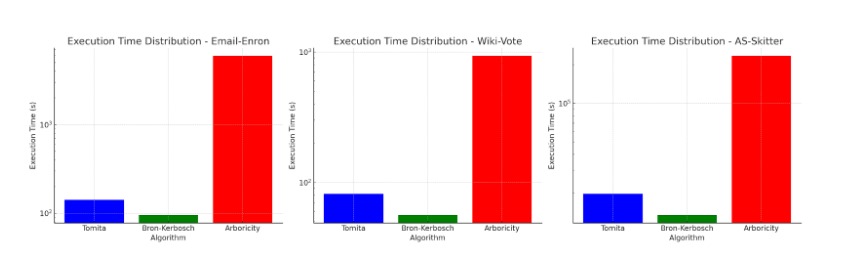 Execution Time Distribution - Email-Enron
Execution Time (s)
10³
10²
Tomita Bron-Kerbosch Arboricity
Algorithm
Execution Time Distribution - Wiki-Vote
Execution Time (s)
10³
10²
Tomita Bron-Kerbosch Arboricity
Algorithm
Execution Time Distribution - AS-Skitter
Execution Time (s)
10⁵
Tomita Bron-Kerbosch Arboricity
Algorithm